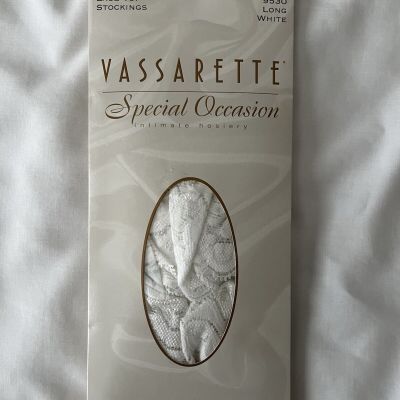 STOCKINGS
9530
LONG
WHITE
VASSARETTE®
Special Occasion
intimate hosiery